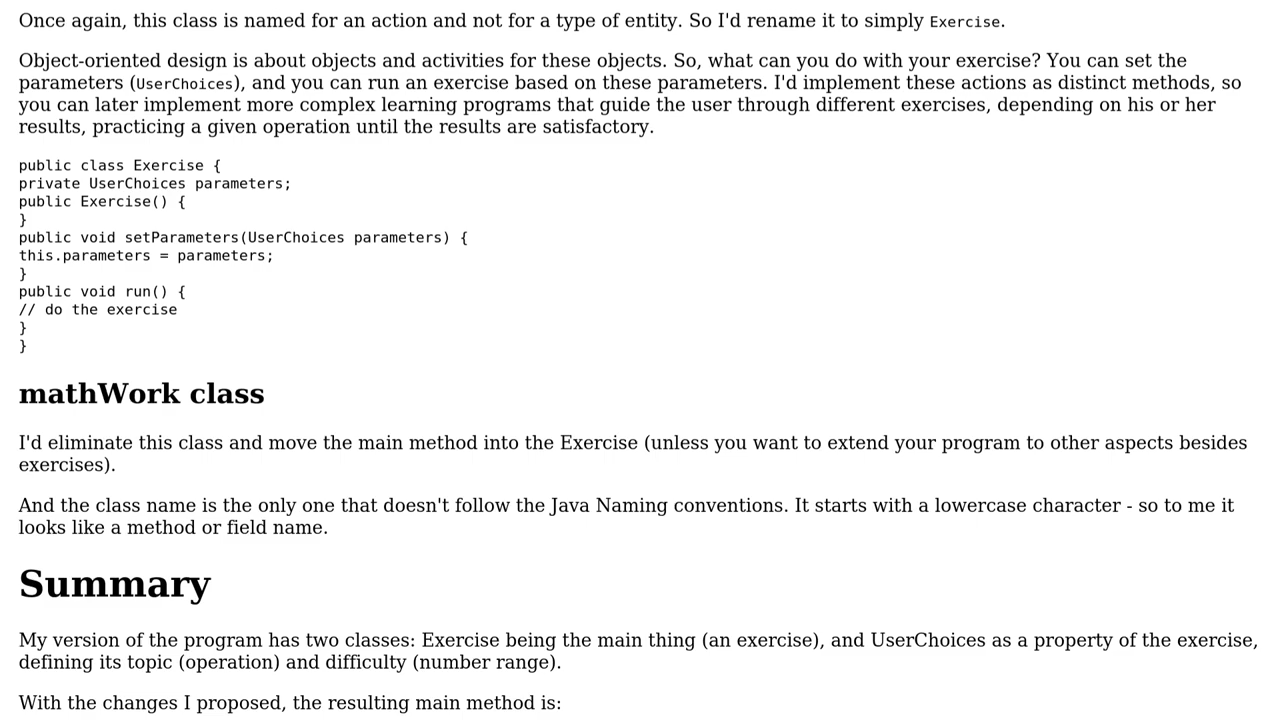 Once again, this class is named for an action and not for a type of entity. So I'd rename it to simply Exercise.
Object-oriented design is about objects and activities for these objects. So, what can you do with your exercise? You can set the
parameters (UserChoices), and you can run an exercise based on these parameters. I'd implement these actions as distinct methods, so
you can later implement more complex learning programs that guide the user through different exercises, depending on his or her
results, practicing a given operation until the results are satisfactory.
public class Exercise {
private UserChoices parameters;
public Exercise() {
}
public void setParameters(UserChoices parameters) {
this.parameters = parameters;
}
public void run() {
// do the exercise
}
}
mathWork class
I'd eliminate this class and move the main method into the Exercise (unless you want to extend your program to other aspects besides
exercises).
And the class name is the only one that doesn't follow the Java Naming conventions. It starts with a lowercase character - so to me it
looks like a method or field name.
Summary
My version of the program has two classes: Exercise being the main thing (an exercise), and UserChoices as a property of the exercise,
defining its topic (operation) and difficulty (number range).
With the changes I proposed, the resulting main method is: